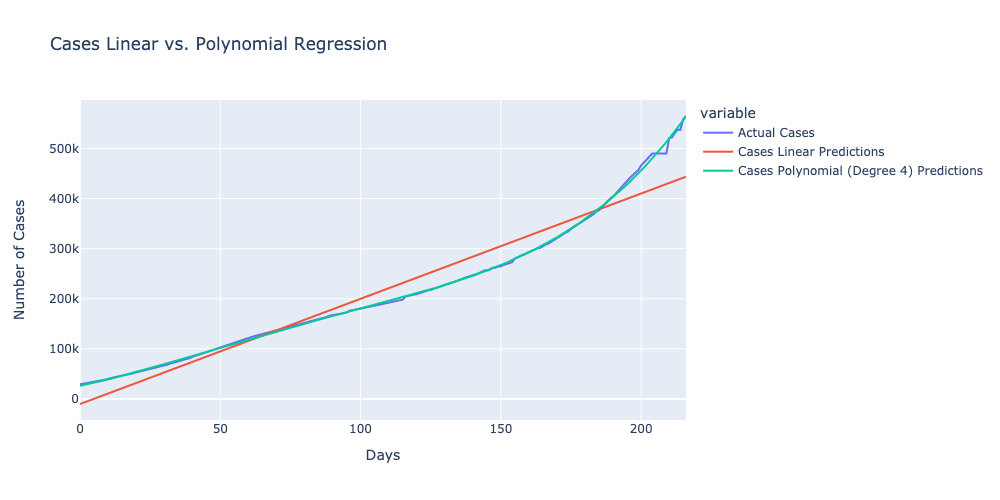 Cases Linear vs. Polynomial Regression
variable
Actual Cases
Cases Linear Predictions
Cases Polynomial (Degree 4) Predictions
500k
400k
300k
200k
100k
0
Number of Cases
0 50 100 150 200
Days